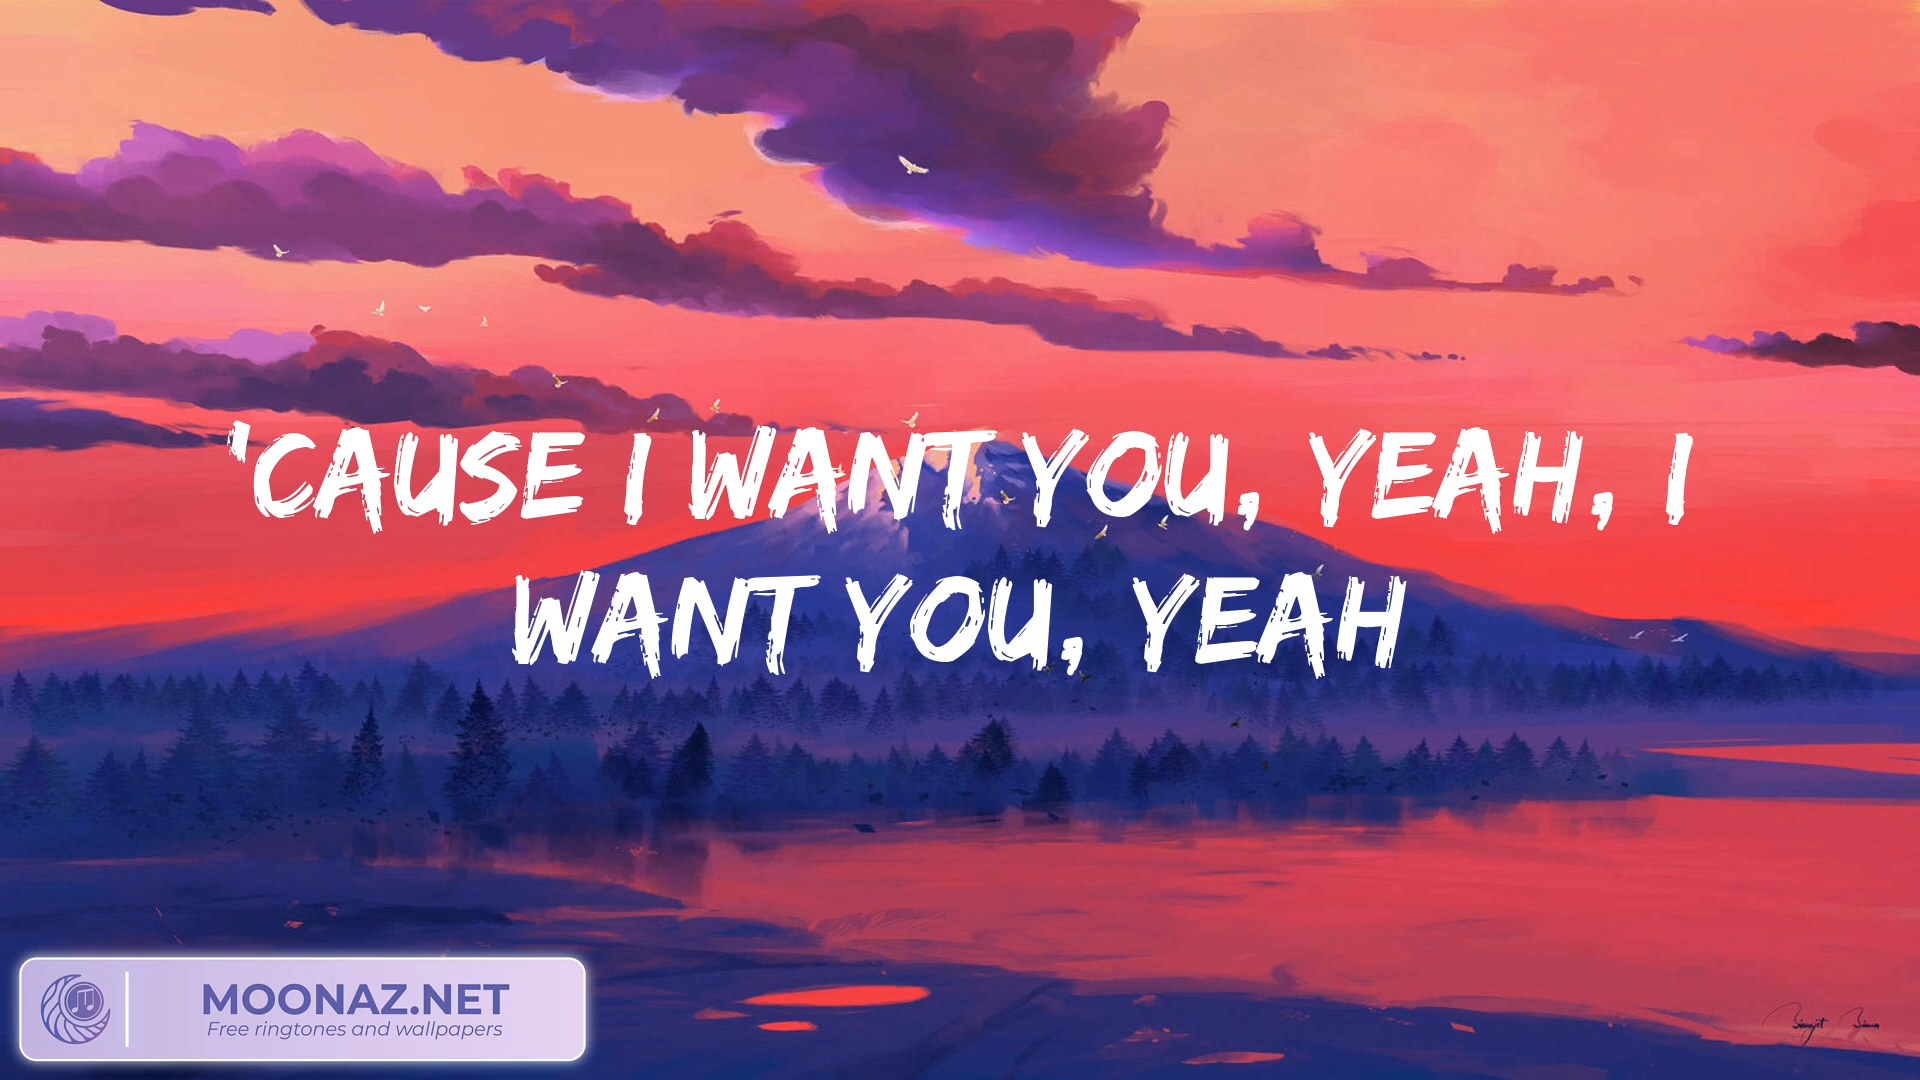 'CAUSE I WANT YOU, YEAH, I
WANT YOU, YEAH
MOONAZ.NET
Free ringtones and wallpapers